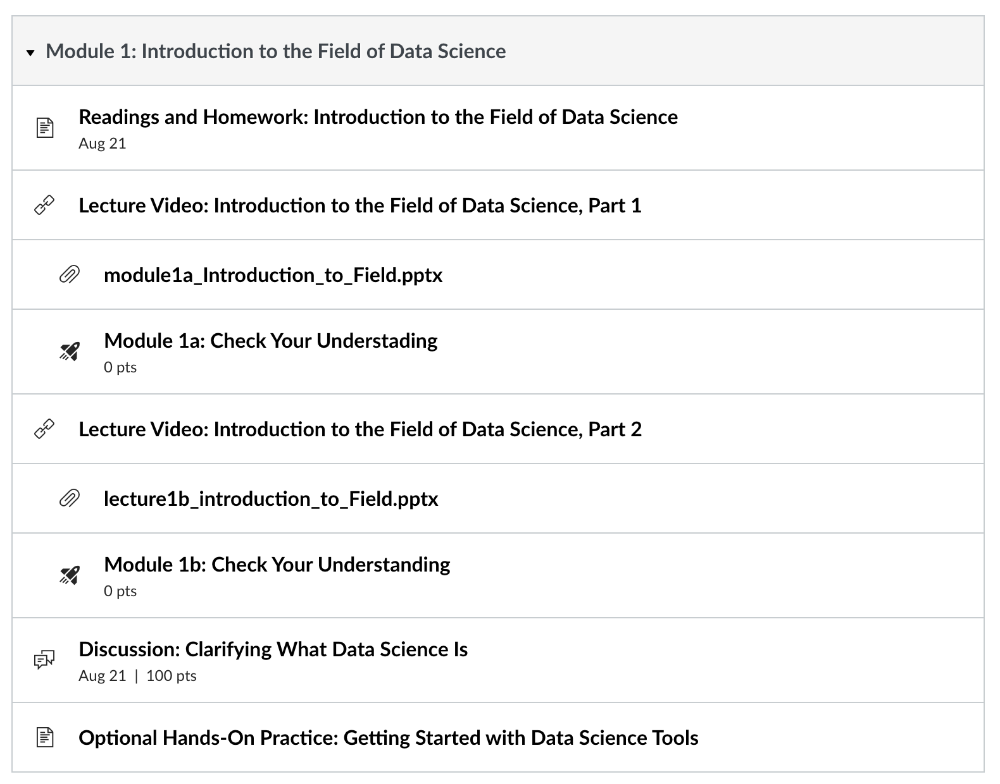 Module 1: Introduction to the Field of Data Science
Readings and Homework: Introduction to the Field of Data Science
Aug 21
Lecture Video: Introduction to the Field of Data Science, Part 1
module1a_Introduction_to_Field.pptx
Module 1a: Check Your Understading
0 pts
Lecture Video: Introduction to the Field of Data Science, Part 2
lecture1b_introduction_to_Field.pptx
Module 1b: Check Your Understanding
0 pts
Discussion: Clarifying What Data Science Is
Aug 21 | 100 pts
Optional Hands-On Practice: Getting Started with Data Science Tools